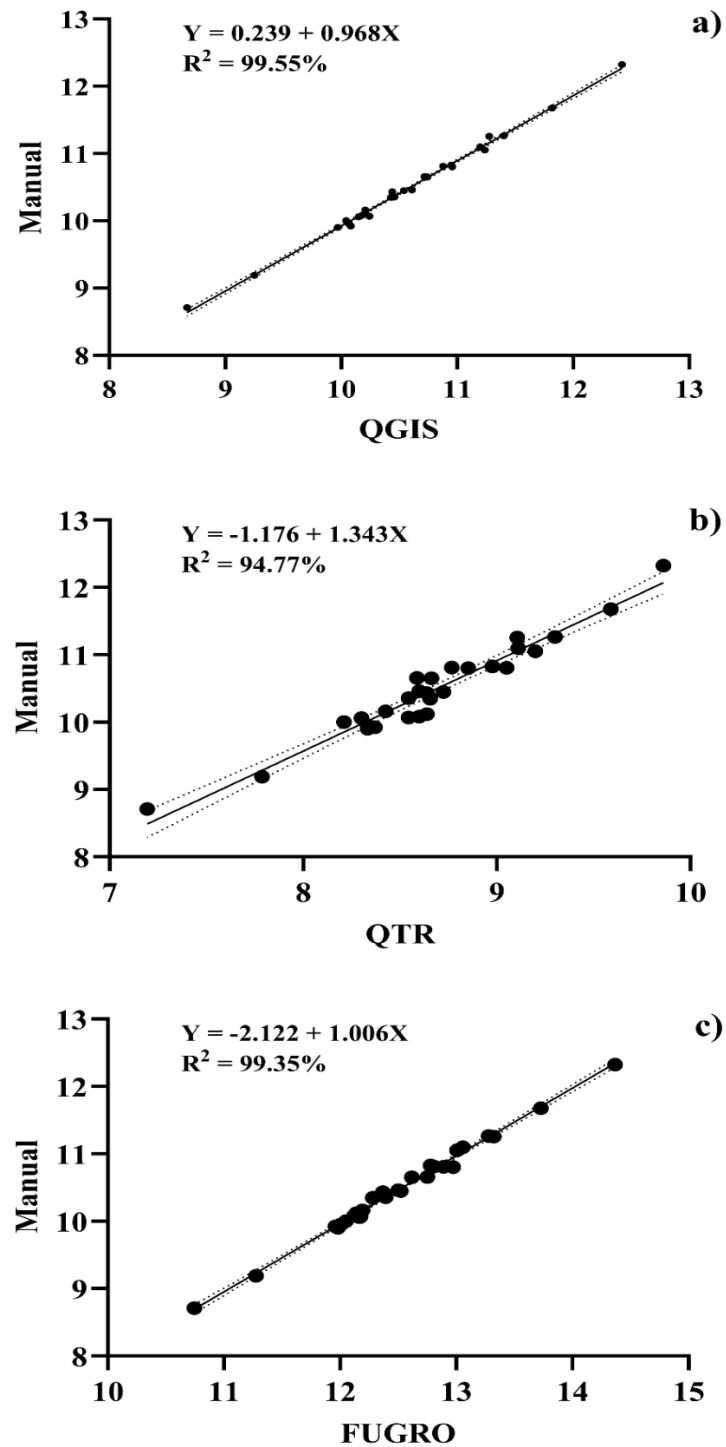 a)
Y = 0.239 + 0.968X
R² = 99.55%
Manual
13
12
11
10
9
8
8 9 10 11 12 13
QGIS
b)
Y = -1.176 + 1.343X
R² = 94.77%
Manual
13
12
11
10
9
8
7 8 9 10
QTR
c)
Y = -2.122 + 1.006X
R² = 99.35%
Manual
13
12
11
10
9
8
10 11 12 13 14 15
FUGRO